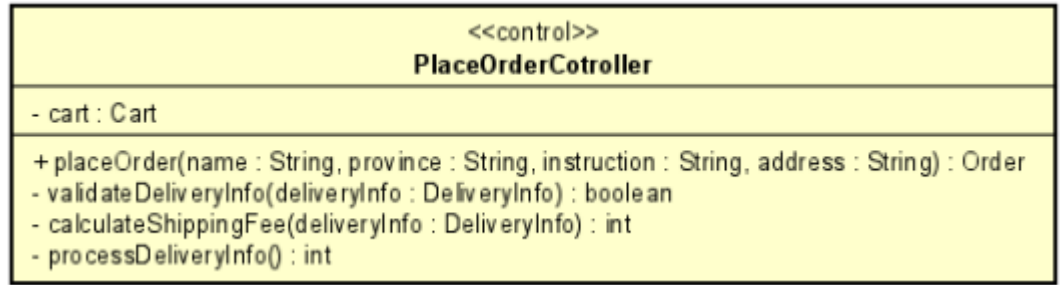 <<control>>
PlaceOrderCotroller
- cart : Cart
+ placeOrder(name : String, province : String, instruction : String, address : String) : Order
- validateDeliveryInfo(deliveryInfo : DeliveryInfo) : boolean
- calculateShippingFee(deliveryInfo : DeliveryInfo) : int
- processDeliveryInfo() : int